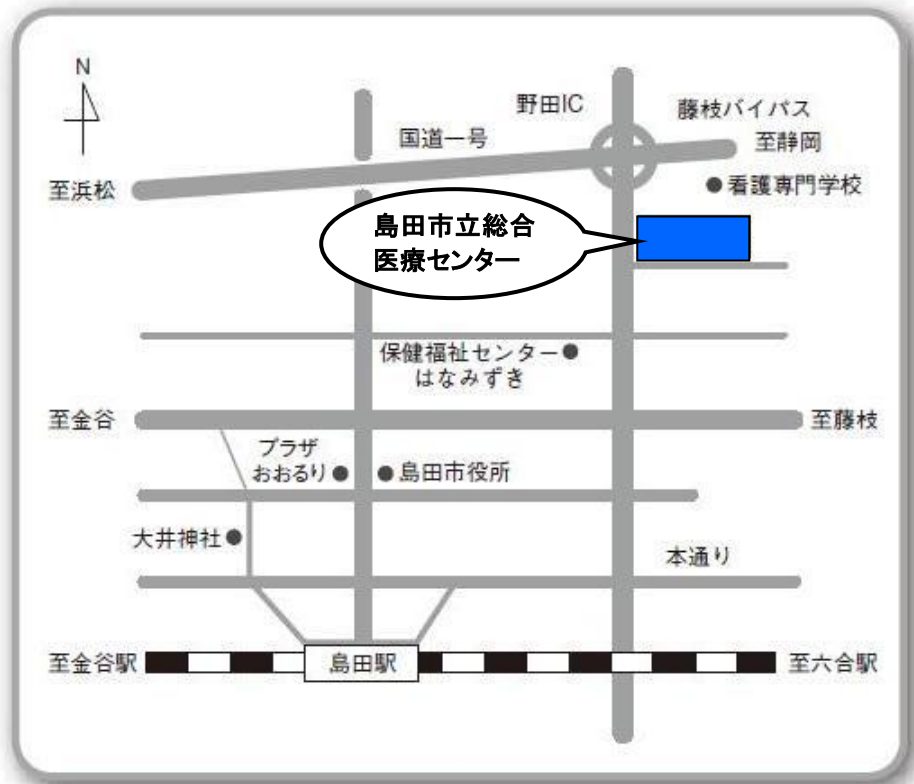 N
野田IC
藤枝バイパス
国道一号
至静岡
至浜松
看護専門学校
島田市立総合
医療センター
保健福祉センター
はなみずき
至金谷
至藤枝
プラザ
おおるり
島田市役所
大井神社
本通り
至金谷駅
島田駅
至六合駅